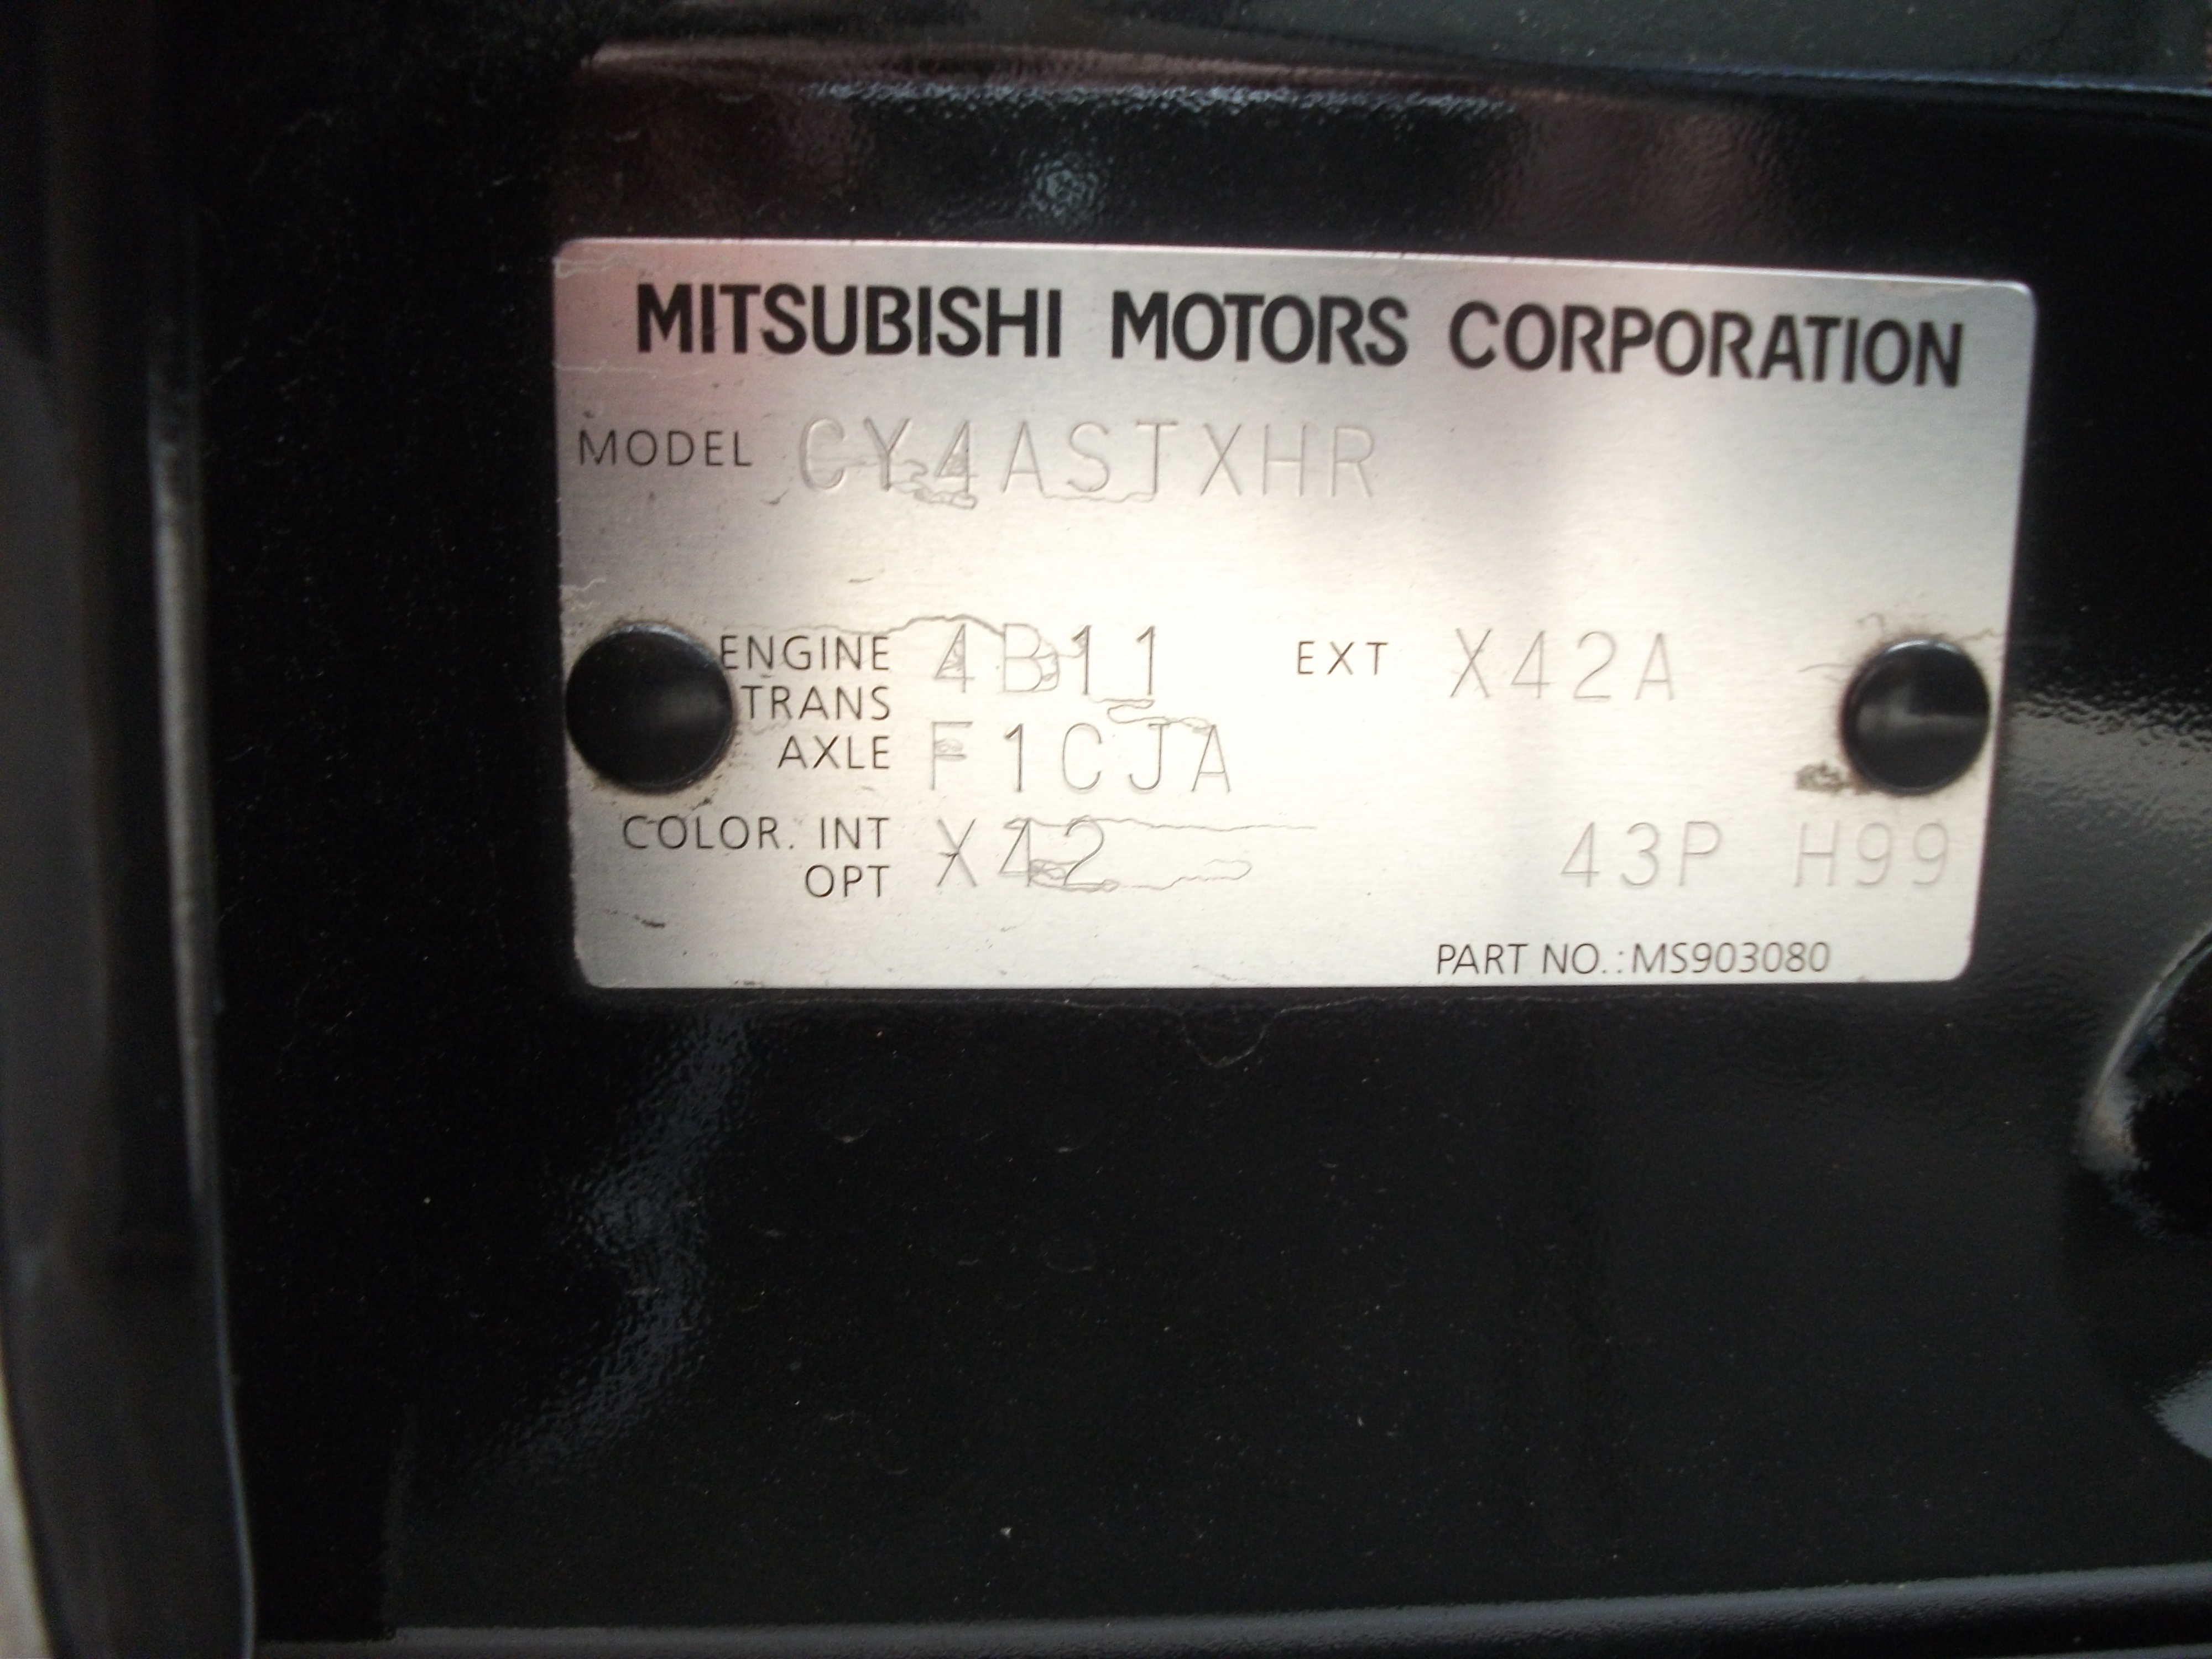 MITSUBISHI MOTORS CORPORATION
MODEL CY4ASTXHR
ENGINE 4B11 EXT X42A
TRANS
AXLE F1CJA
COLOR. INT X42 43P H99
OPT
PART NO.:MS903080